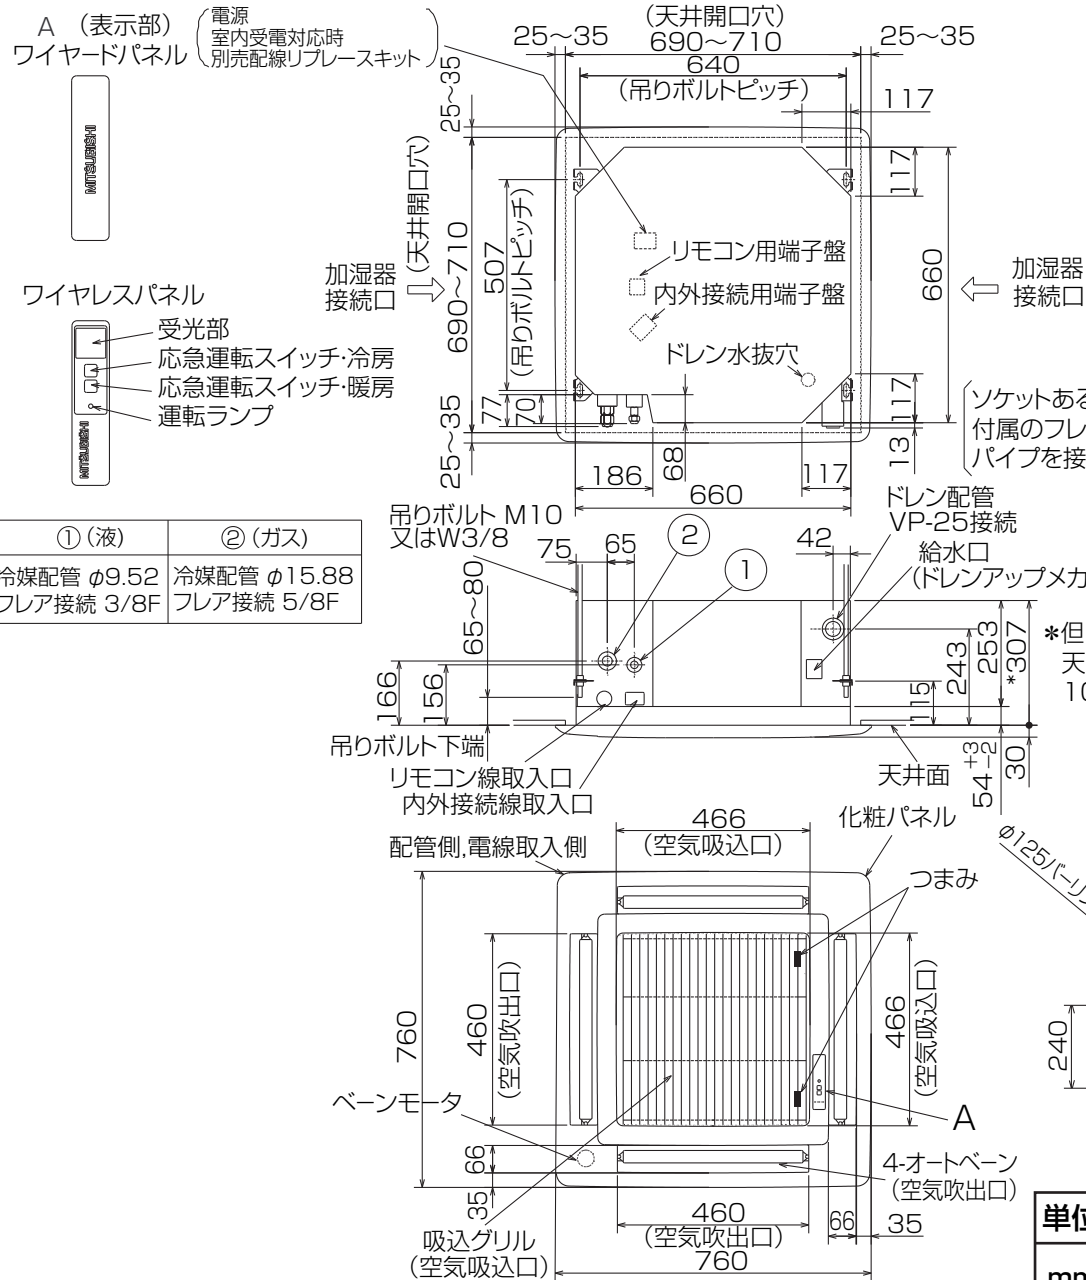 A (表示部)
ワイヤードパネル
電源
室内受電対応時
別売配線リプレースキット
MITSUBISHI
ワイヤレスパネル
受光部
応急運転スイッチ・冷房
応急運転スイッチ・暖房
運転ランプ
MITSUBISHI
①(液) ②(ガス)
冷媒配管 φ9.52 冷媒配管 φ15.88
フレア接続 3/8F フレア接続 5/8F
(天井開口穴)
25~35 690~710 25~35
640
(吊りボルトピッチ)
117
25~35
117
(天井開口穴)
690~710
507
(吊りボルトピッチ)
加湿器
接続口
リモコン用端子盤
内外接続用端子盤
ドレン水抜穴
660
加湿器
接続口
77
70
25~35
68
117
13
186
117
660
ソケットある
付属のフレ
パイプを接
吊りボルト M10
又はW3/8
75
65
②
①
42
ドレン配管
VP-25接続
給水口
(ドレンアップメカ
65~80
166
156
115
243
253
*307
*但
天
10
吊りボルト下端
リモコン線取入口
内外接続線取入口
天井面
54 +3 -2
30
466
(空気吸込口)
化粧パネル
配管側,電線取入側
つまみ
φ125バーリン
760
460
(空気吹出口)
466
(空気吸込口)
240
ベーンモータ
A
66
35
4-オートベーン
(空気吹出口)
460
(空気吹出口)
66
35
吸込グリル
(空気吸込口)
760
単位
mm